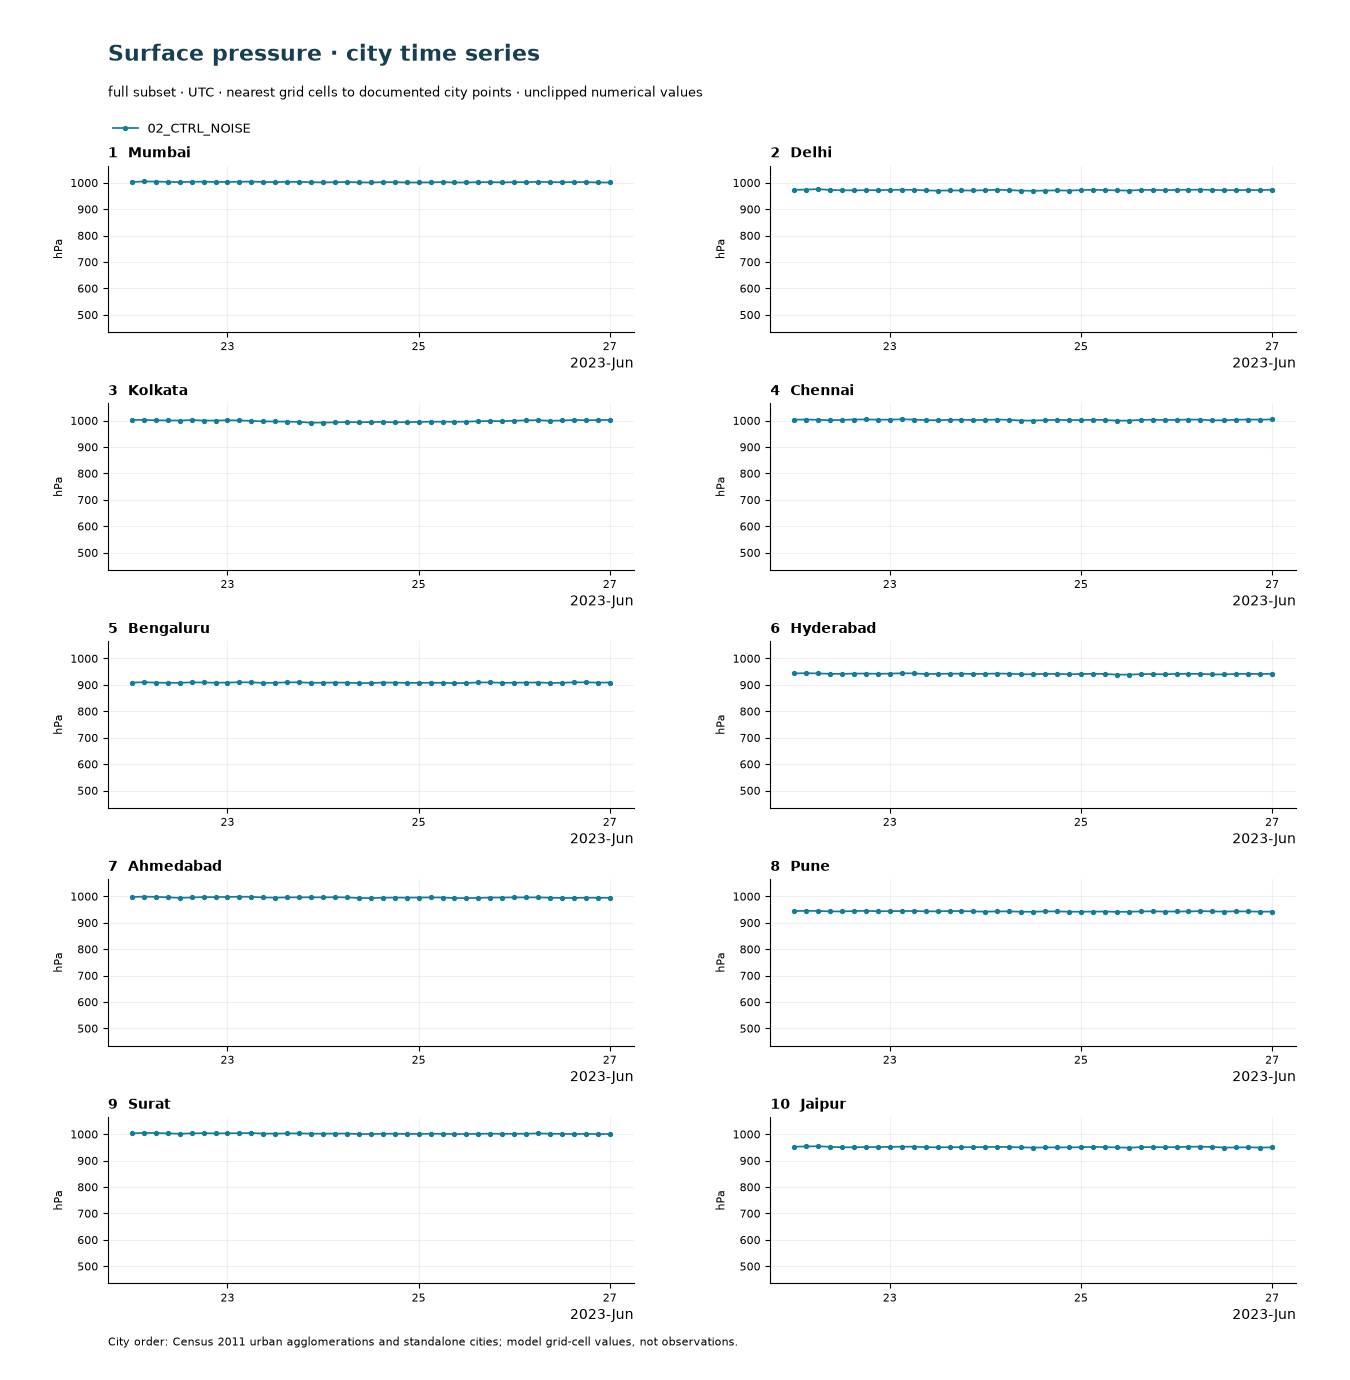 Surface pressure · city time series
full subset · UTC · nearest grid cells to documented city points · unclipped numerical values
02_CTRL_NOISE
1 Mumbai
1000
900
800
700
600
500
hPa
23 25 27
2023-Jun
2 Delhi
1000
900
800
700
600
500
hPa
23 25 27
2023-Jun
3 Kolkata
1000
900
800
700
600
500
hPa
23 25 27
2023-Jun
4 Chennai
1000
900
800
700
600
500
hPa
23 25 27
2023-Jun
5 Bengaluru
1000
900
800
700
600
500
hPa
23 25 27
2023-Jun
6 Hyderabad
1000
900
800
700
600
500
hPa
23 25 27
2023-Jun
7 Ahmedabad
1000
900
800
700
600
500
hPa
23 25 27
2023-Jun
8 Pune
1000
900
800
700
600
500
hPa
23 25 27
2023-Jun
9 Surat
1000
900
800
700
600
500
hPa
23 25 27
2023-Jun
10 Jaipur
1000
900
800
700
600
500
hPa
23 25 27
2023-Jun
City order: Census 2011 urban agglomerations and standalone cities; model grid-cell values, not observations.